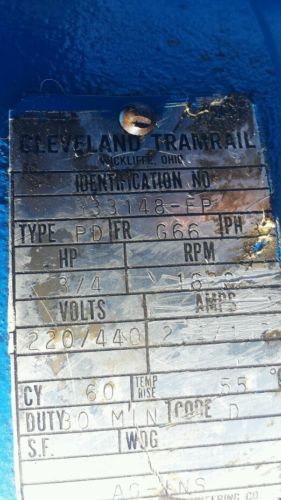 CLEVELAND TRAMRAIL
WICKLIFFE, OHIO
IDENTIFICATION NO
333148-EP
TYPE PD FR G66 PH
HP RPM
3/4
VOLTS AMPS
220/440
CY 60 TEMP RISE 55 °
DUTY 30 MIN CODE D
S.F. WDG